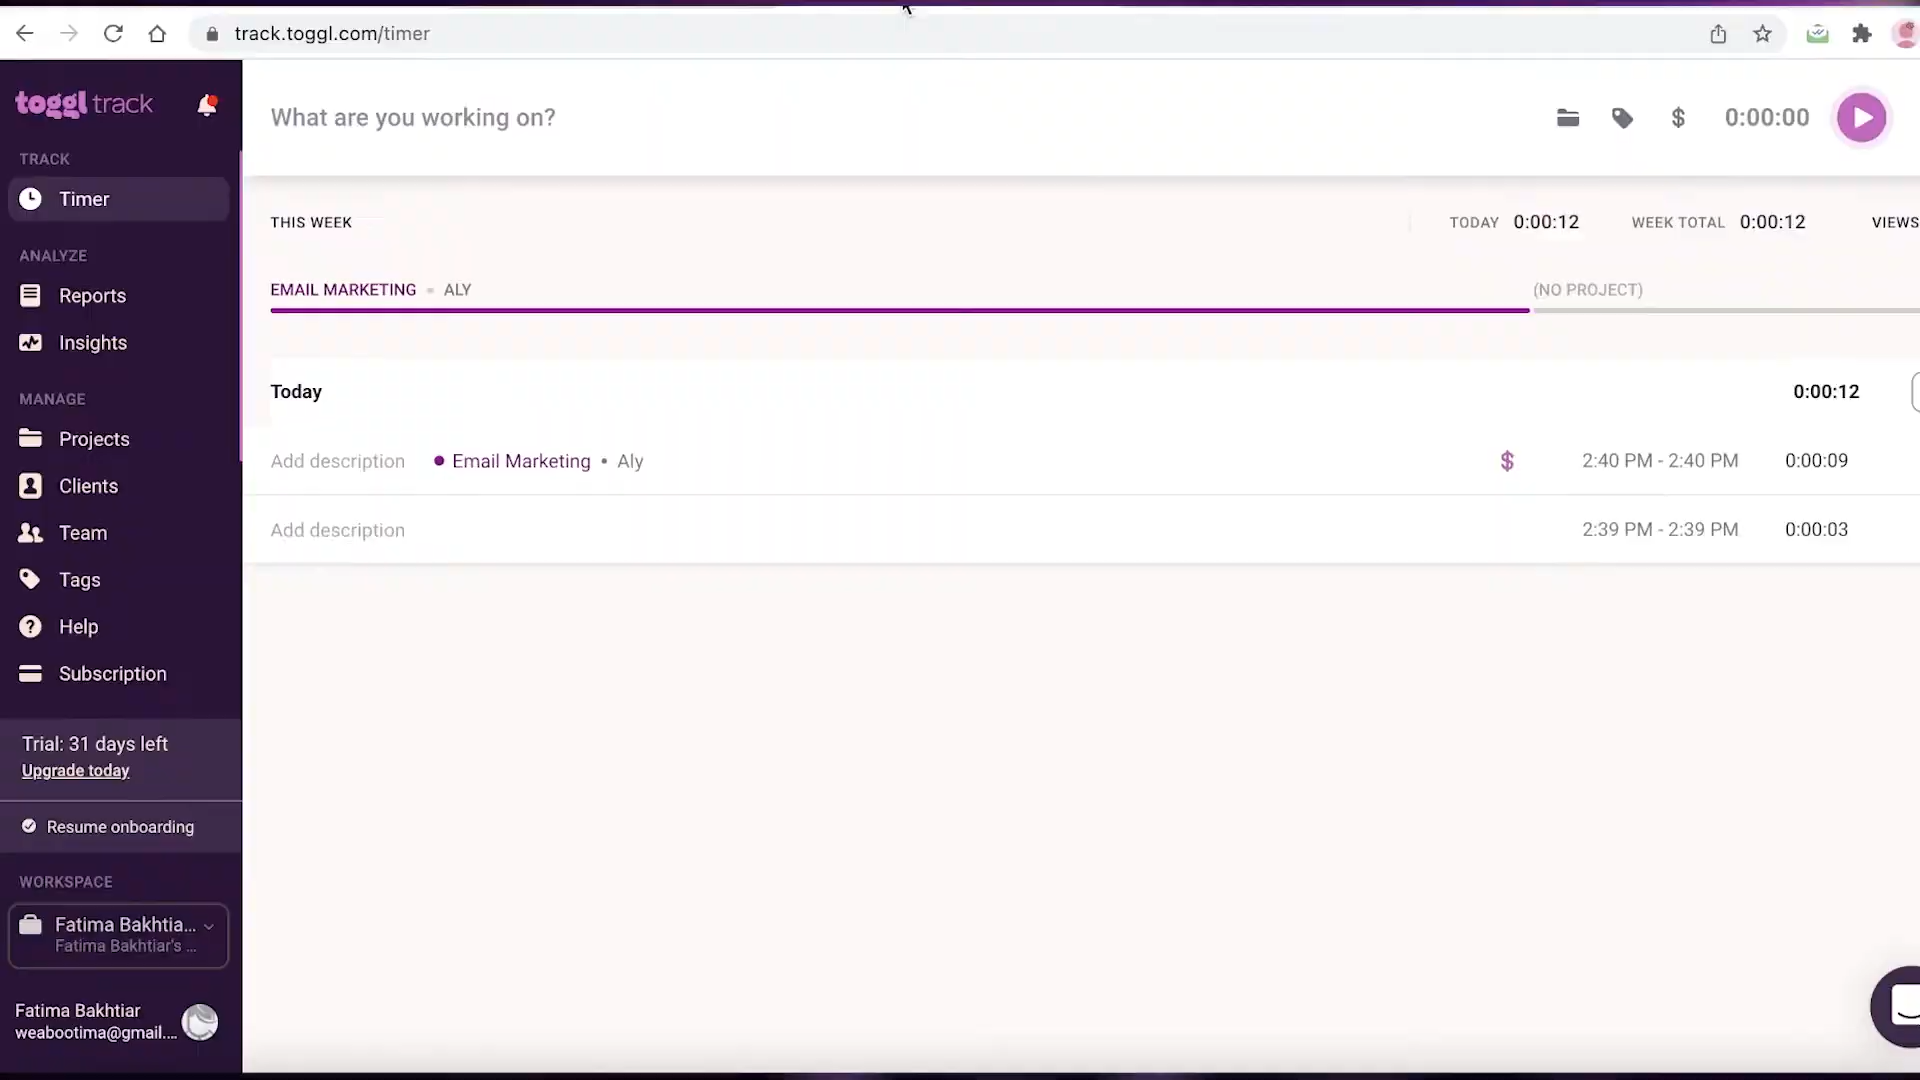 track.toggl.com/timer
toggl track
TRACK
Timer
ANALYZE
Reports
Insights
MANAGE
Projects
Clients
Team
Tags
Help
Subscription
Trial: 31 days left
Upgrade today
Resume onboarding
WORKSPACE
Fatima Bakhtia...
Fatima Bakhtiar's ...
Fatima Bakhtiar
weabootima@gmail....
What are you working on?
$ 0:00:00
THIS WEEK
TODAY 0:00:12 WEEK TOTAL 0:00:12 VIEWS
EMAIL MARKETING ALY (NO PROJECT)
Today 0:00:12
Add description • Email Marketing • Aly $ 2:40 PM - 2:40 PM 0:00:09
Add description 2:39 PM - 2:39 PM 0:00:03